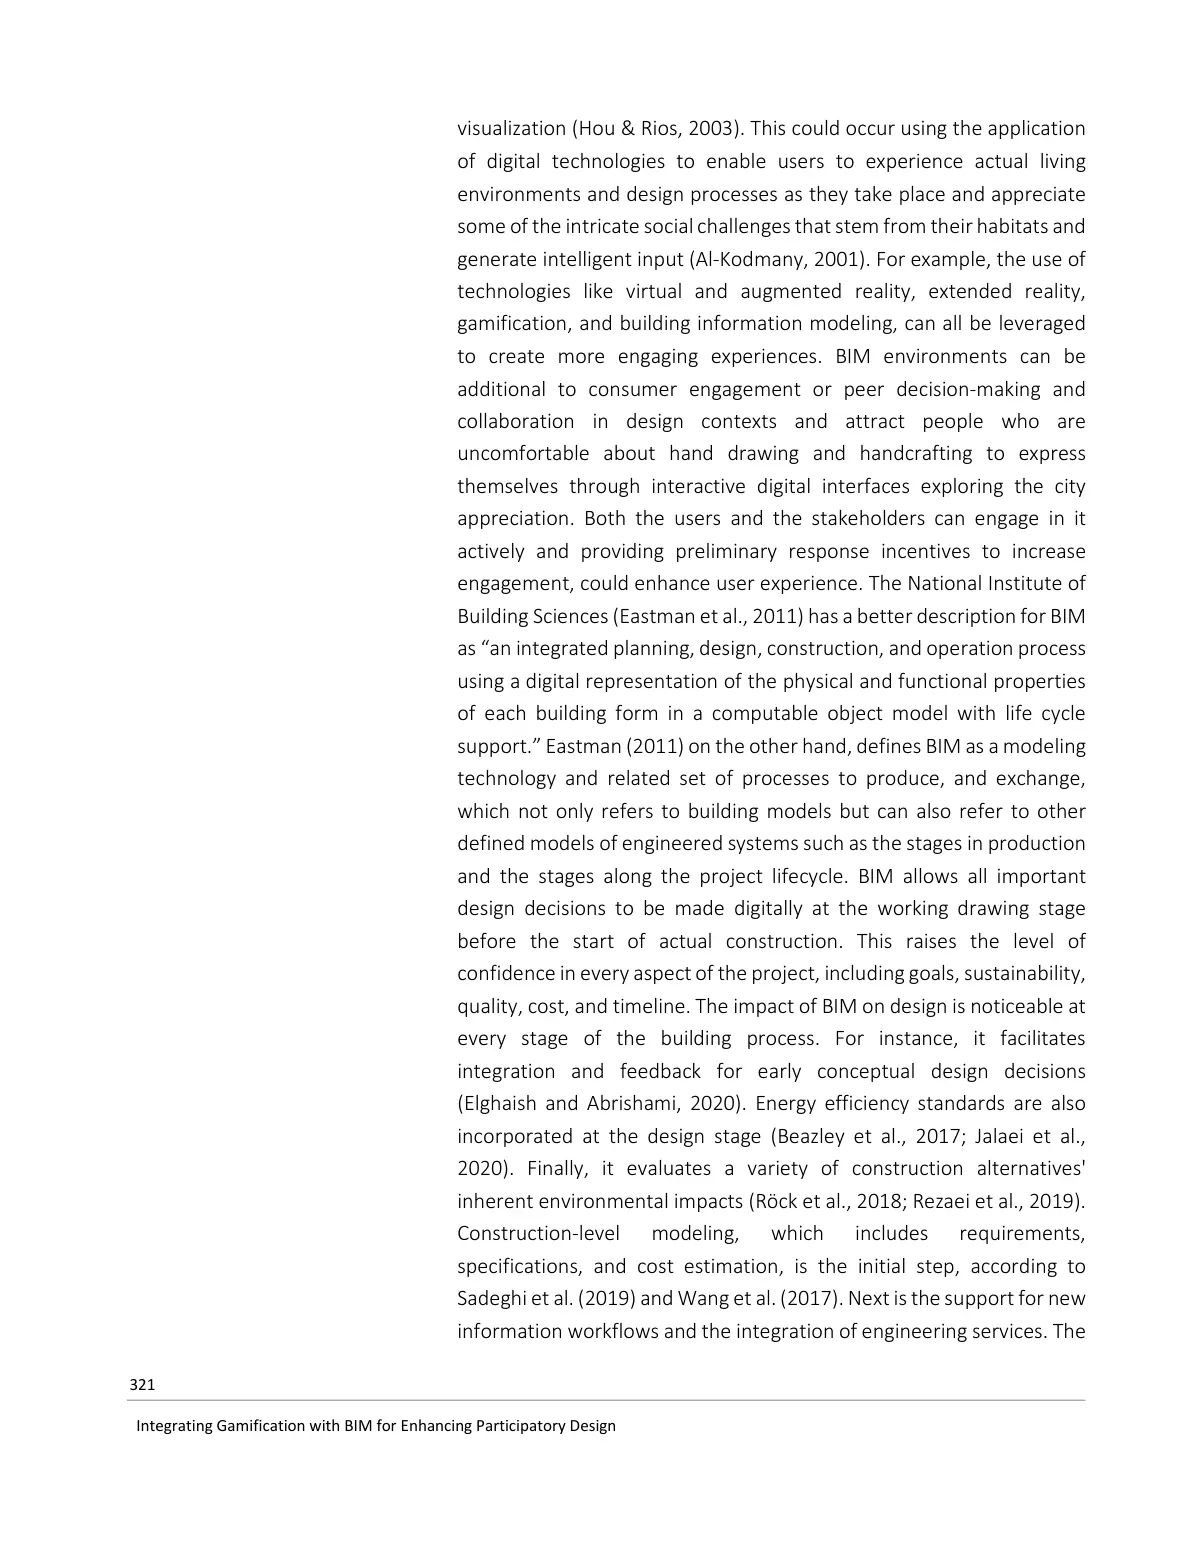 visualization (Hou & Rios, 2003). This could occur using the application
of digital technologies to enable users to experience actual living
environments and design processes as they take place and appreciate
some of the intricate social challenges that stem from their habitats and
generate intelligent input (Al-Kodmany, 2001). For example, the use of
technologies like virtual and augmented reality, extended reality,
gamification, and building information modeling, can all be leveraged
to create more engaging experiences. BIM environments can be
additional to consumer engagement or peer decision-making and
collaboration in design contexts and attract people who are
uncomfortable about hand drawing and handcrafting to express
themselves through interactive digital interfaces exploring the city
appreciation. Both the users and the stakeholders can engage in it
actively and providing preliminary response incentives to increase
engagement, could enhance user experience. The National Institute of
Building Sciences (Eastman et al., 2011) has a better description for BIM
as “an integrated planning, design, construction, and operation process
using a digital representation of the physical and functional properties
of each building form in a computable object model with life cycle
support.” Eastman (2011) on the other hand, defines BIM as a modeling
technology and related set of processes to produce, and exchange,
which not only refers to building models but can also refer to other
defined models of engineered systems such as the stages in production
and the stages along the project lifecycle. BIM allows all important
design decisions to be made digitally at the working drawing stage
before the start of actual construction. This raises the level of
confidence in every aspect of the project, including goals, sustainability,
quality, cost, and timeline. The impact of BIM on design is noticeable at
every stage of the building process. For instance, it facilitates
integration and feedback for early conceptual design decisions
(Elghaish and Abrishami, 2020). Energy efficiency standards are also
incorporated at the design stage (Beazley et al., 2017; Jalaei et al.,
2020). Finally, it evaluates a variety of construction alternatives'
inherent environmental impacts (Röck et al., 2018; Rezaei et al., 2019).
Construction-level modeling, which includes requirements,
specifications, and cost estimation, is the initial step, according to
Sadeghi et al. (2019) and Wang et al. (2017). Next is the support for new
information workflows and the integration of engineering services. The
321
Integrating Gamification with BIM for Enhancing Participatory Design